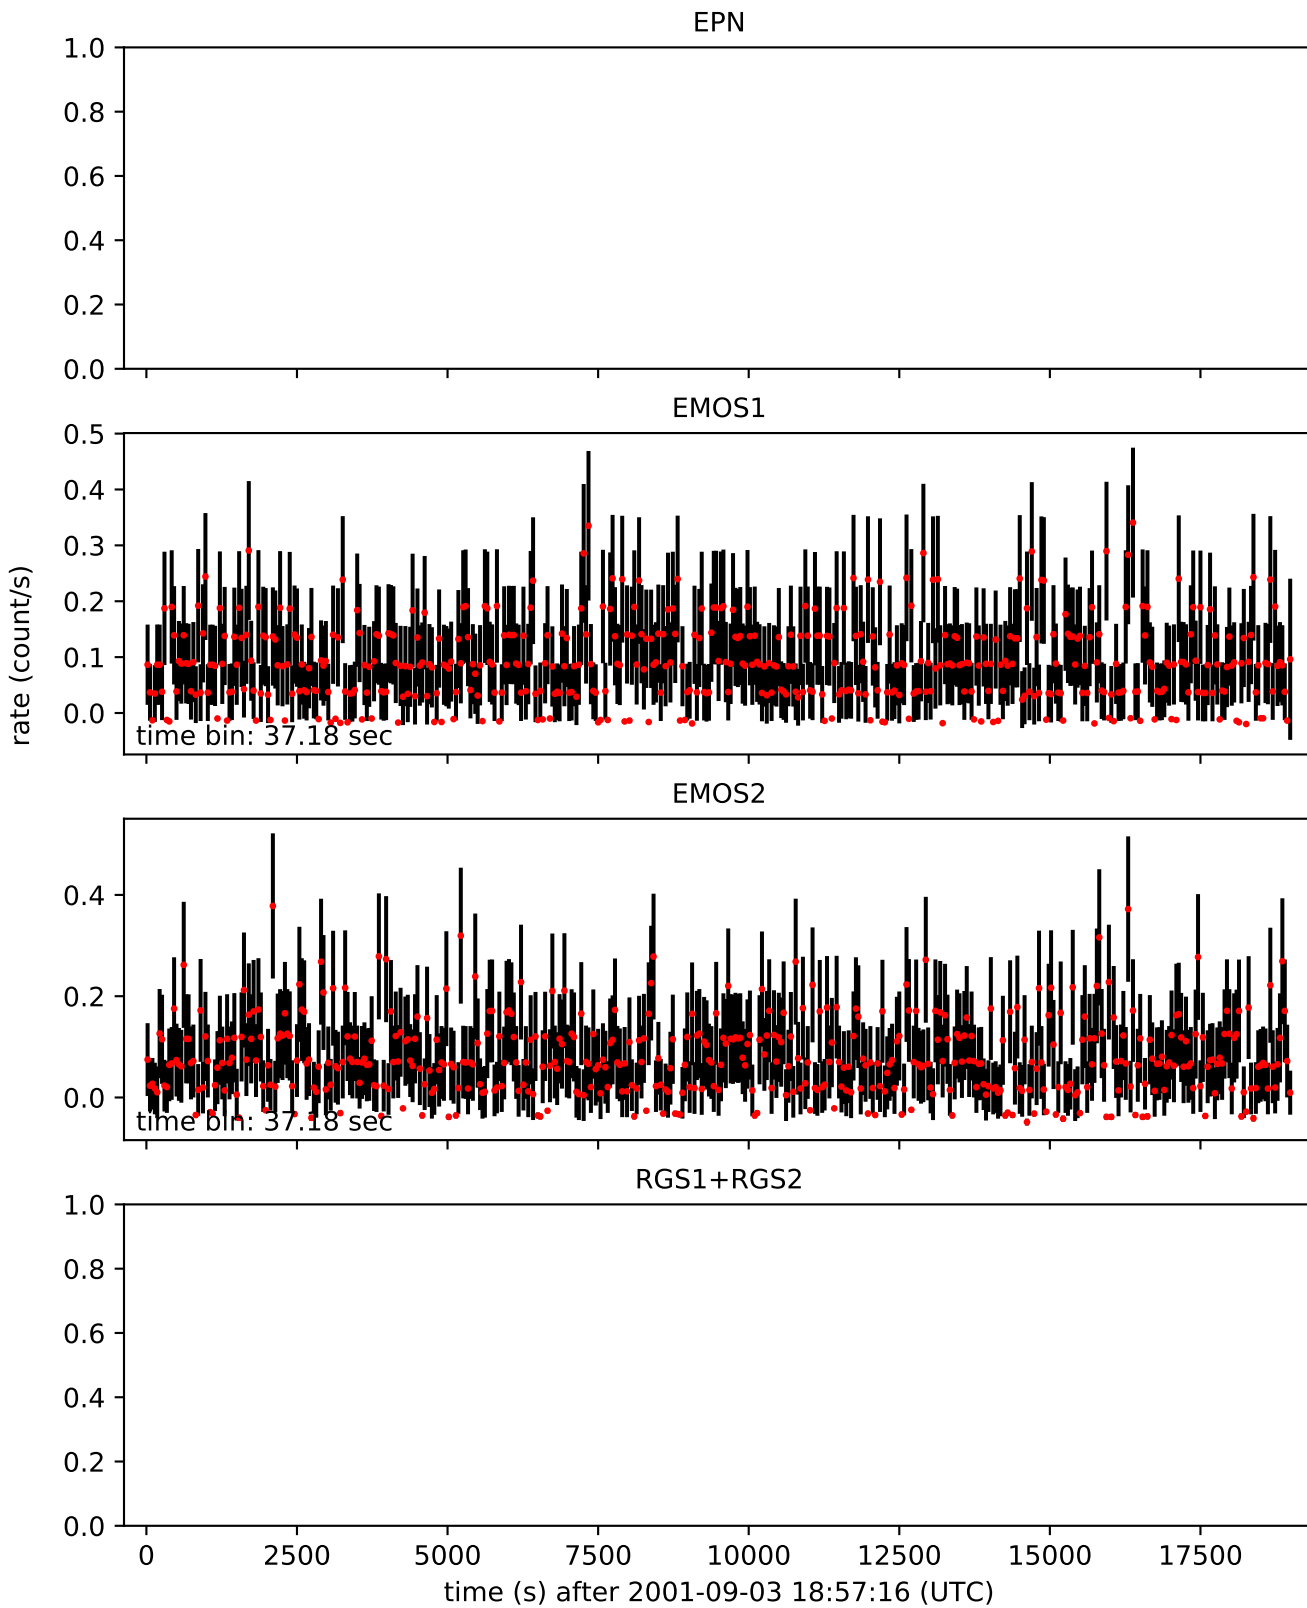 EPN
1.0
0.8
0.6
0.4
0.2
0.0
EMOS1
0.5
0.4
0.3
0.2
0.1
0.0
rate (count/s)
time bin: 37.18 sec
EMOS2
0.4
0.2
0.0
time bin: 37.18 sec
RGS1+RGS2
1.0
0.8
0.6
0.4
0.2
0.0
0 2500 5000 7500 10000 12500 15000 17500
time (s) after 2001-09-03 18:57:16 (UTC)